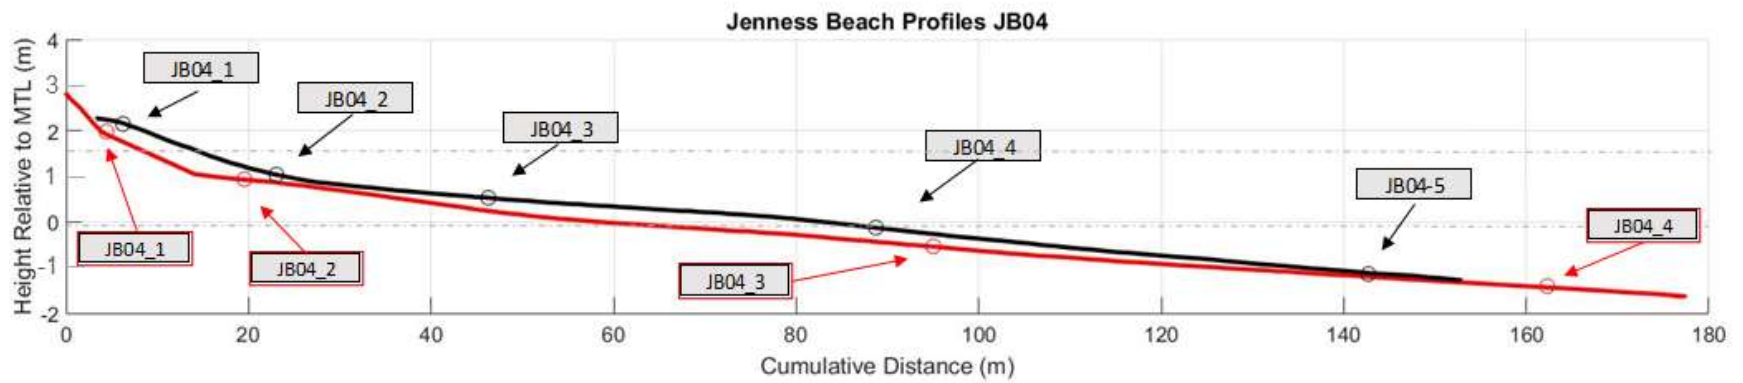 Jenness Beach Profiles JB04
Height Relative to MTL (m)
4
3
2
1
0
-1
-2
JB04_1
JB04_2
JB04_3
JB04_4
JB04-5
JB04_1
JB04_2
JB04_3
JB04_4
0 20 40 60 80 100 120 140 160 180
Cumulative Distance (m)